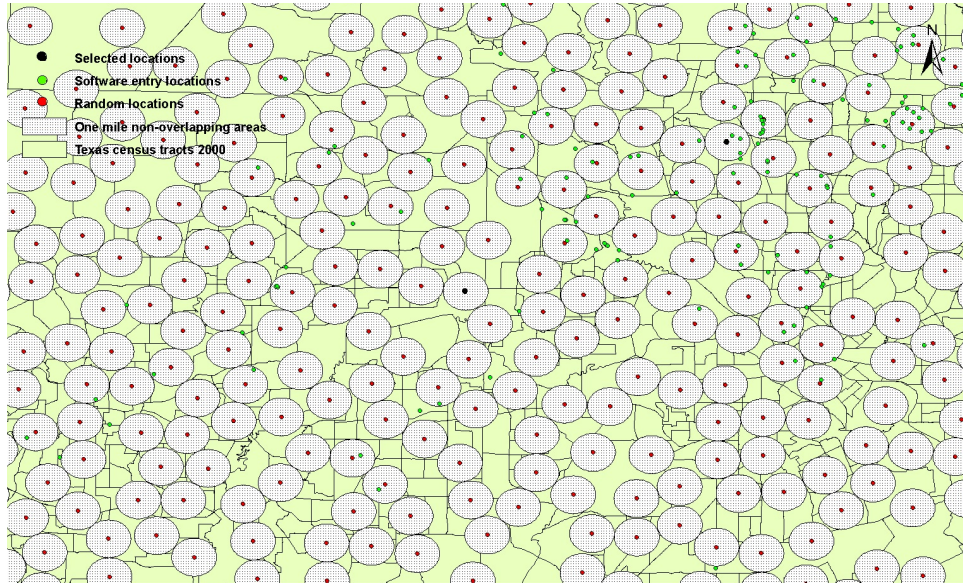 N
Selected locations
Software entry locations
Random locations
One mile non-overlapping areas
Texas census tracts 2000